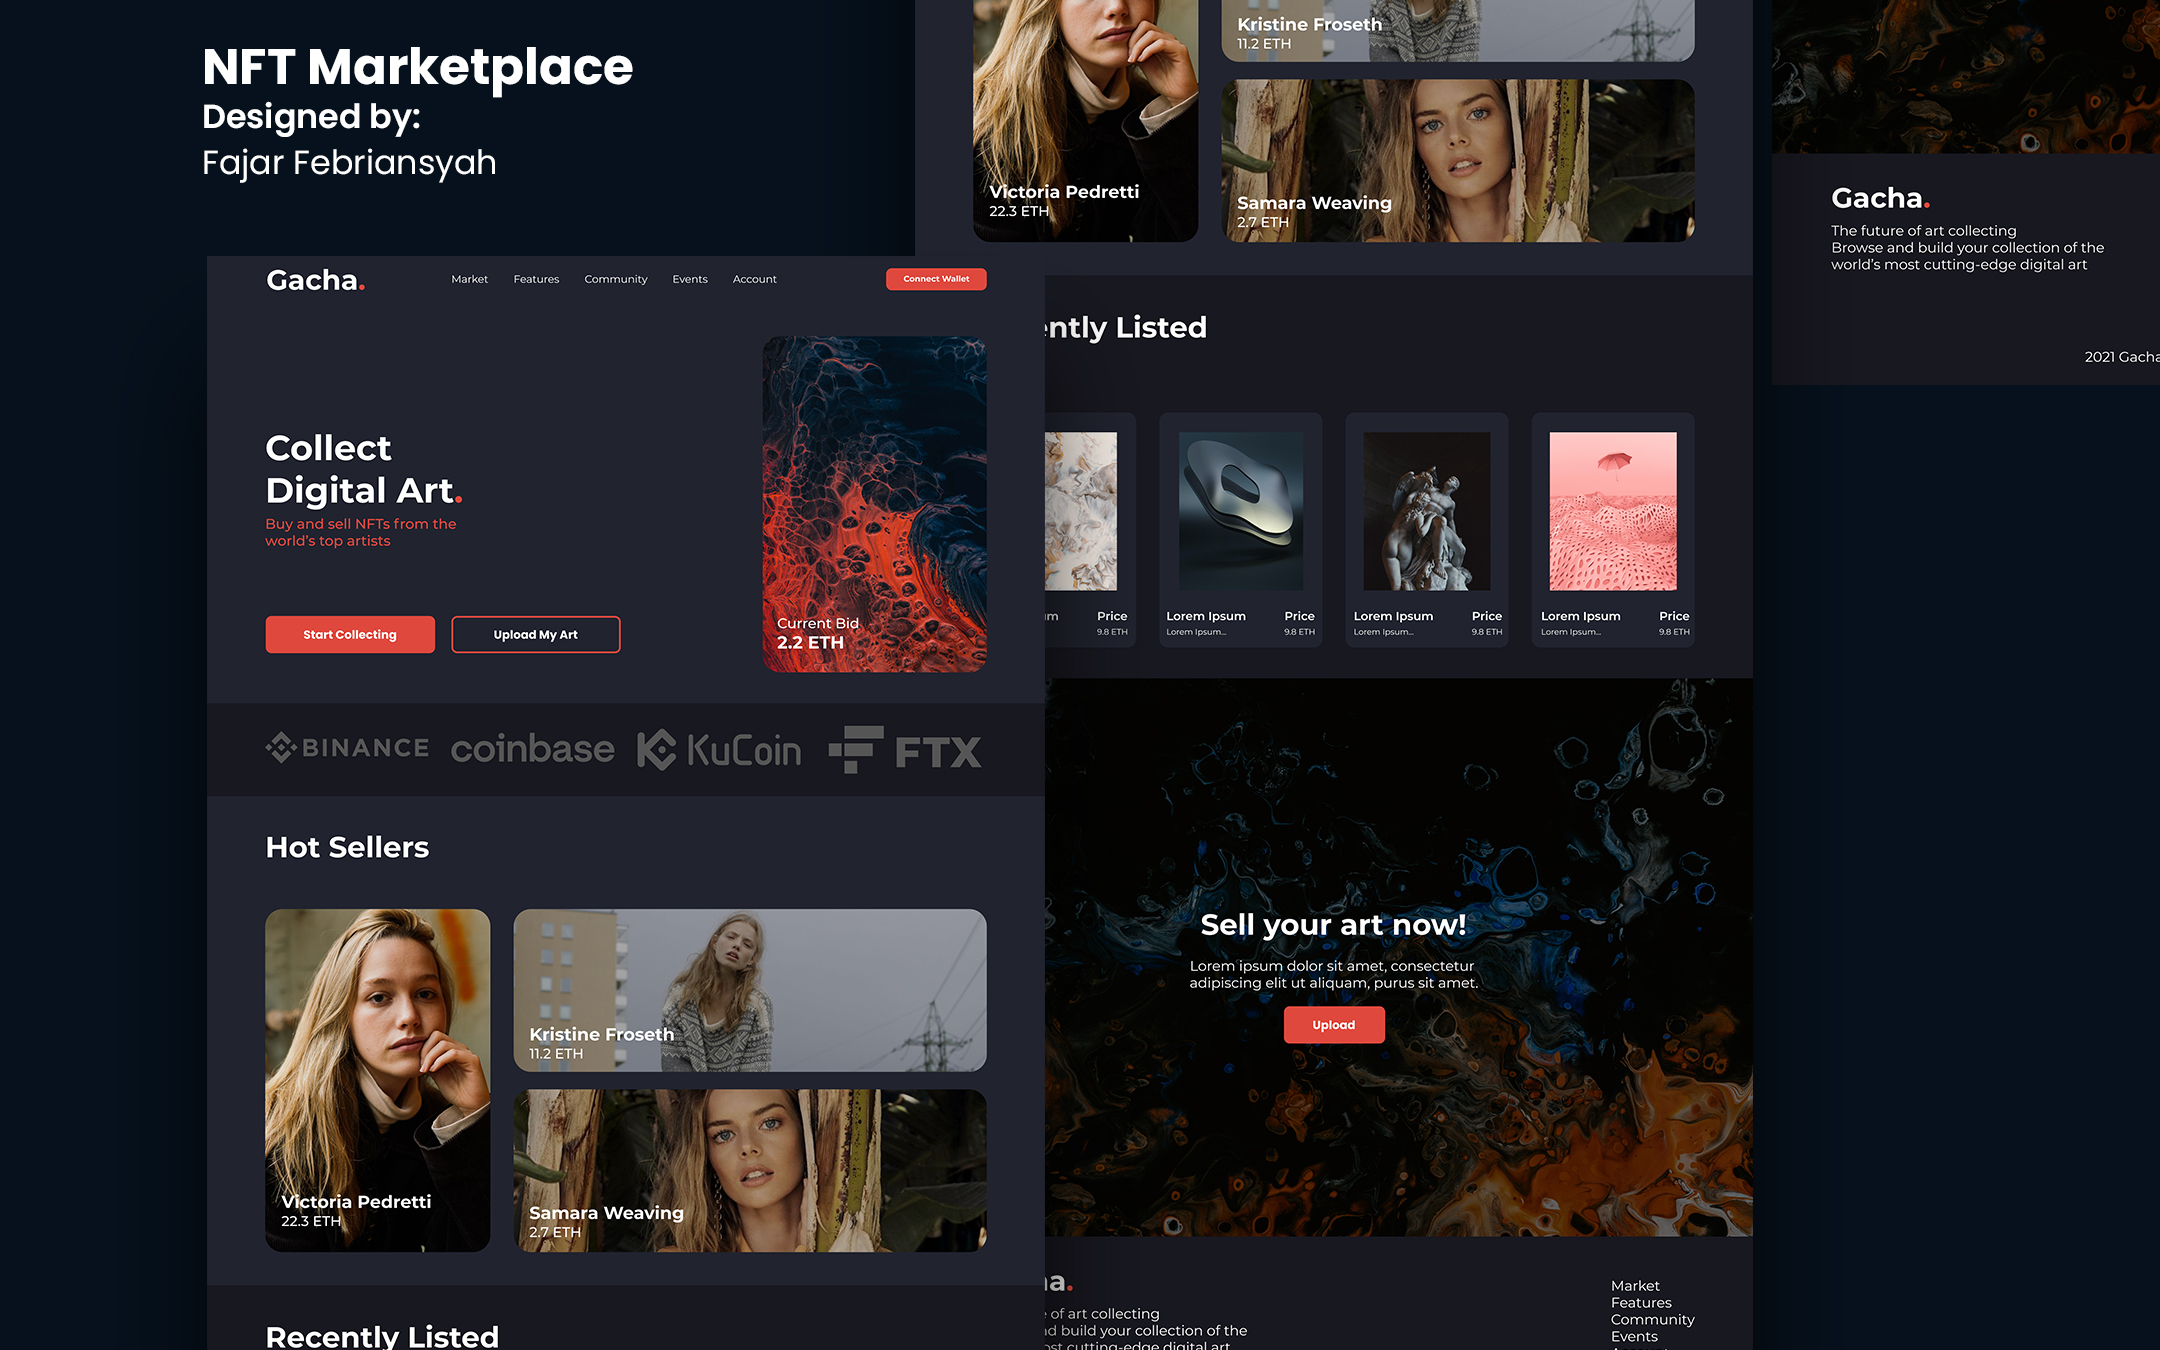 NFT Marketplace
Designed by:
Fajar Febriansyah
Gacha.
Market
Features
Community
Events
Account
Connect Wallet
Collect
Digital Art.
Buy and sell NFTs from the
world's top artists
Start Collecting
Upload My Art
Current Bid
2.2 ETH
BINANCE
coinbase
KuCoin
FTX
Hot Sellers
Victoria Pedretti
22.3 ETH
Kristine Froseth
11.2 ETH
Samara Weaving
2.7 ETH
Recently Listed
Kristine Froseth
11.2 ETH
Victoria Pedretti
22.3 ETH
Samara Weaving
2.7 ETH
Listed
Price
9.8 ETH
Lorem Ipsum Price
Lorem Ipsum... 9.8 ETH
Lorem Ipsum Price
Lorem Ipsum... 9.8 ETH
Lorem Ipsum Price
Lorem Ipsum... 9.8 ETH
Sell your art now!
Lorem ipsum dolor sit amet, consectetur
adipiscing elit ut aliquam, purus sit amet.
Upload
of art collecting
build your collection of the
cutting-edge digital art
Market
Features
Community
Events
Gacha.
The future of art collecting
Browse and build your collection of the
world's most cutting-edge digital art
2021 Gacha